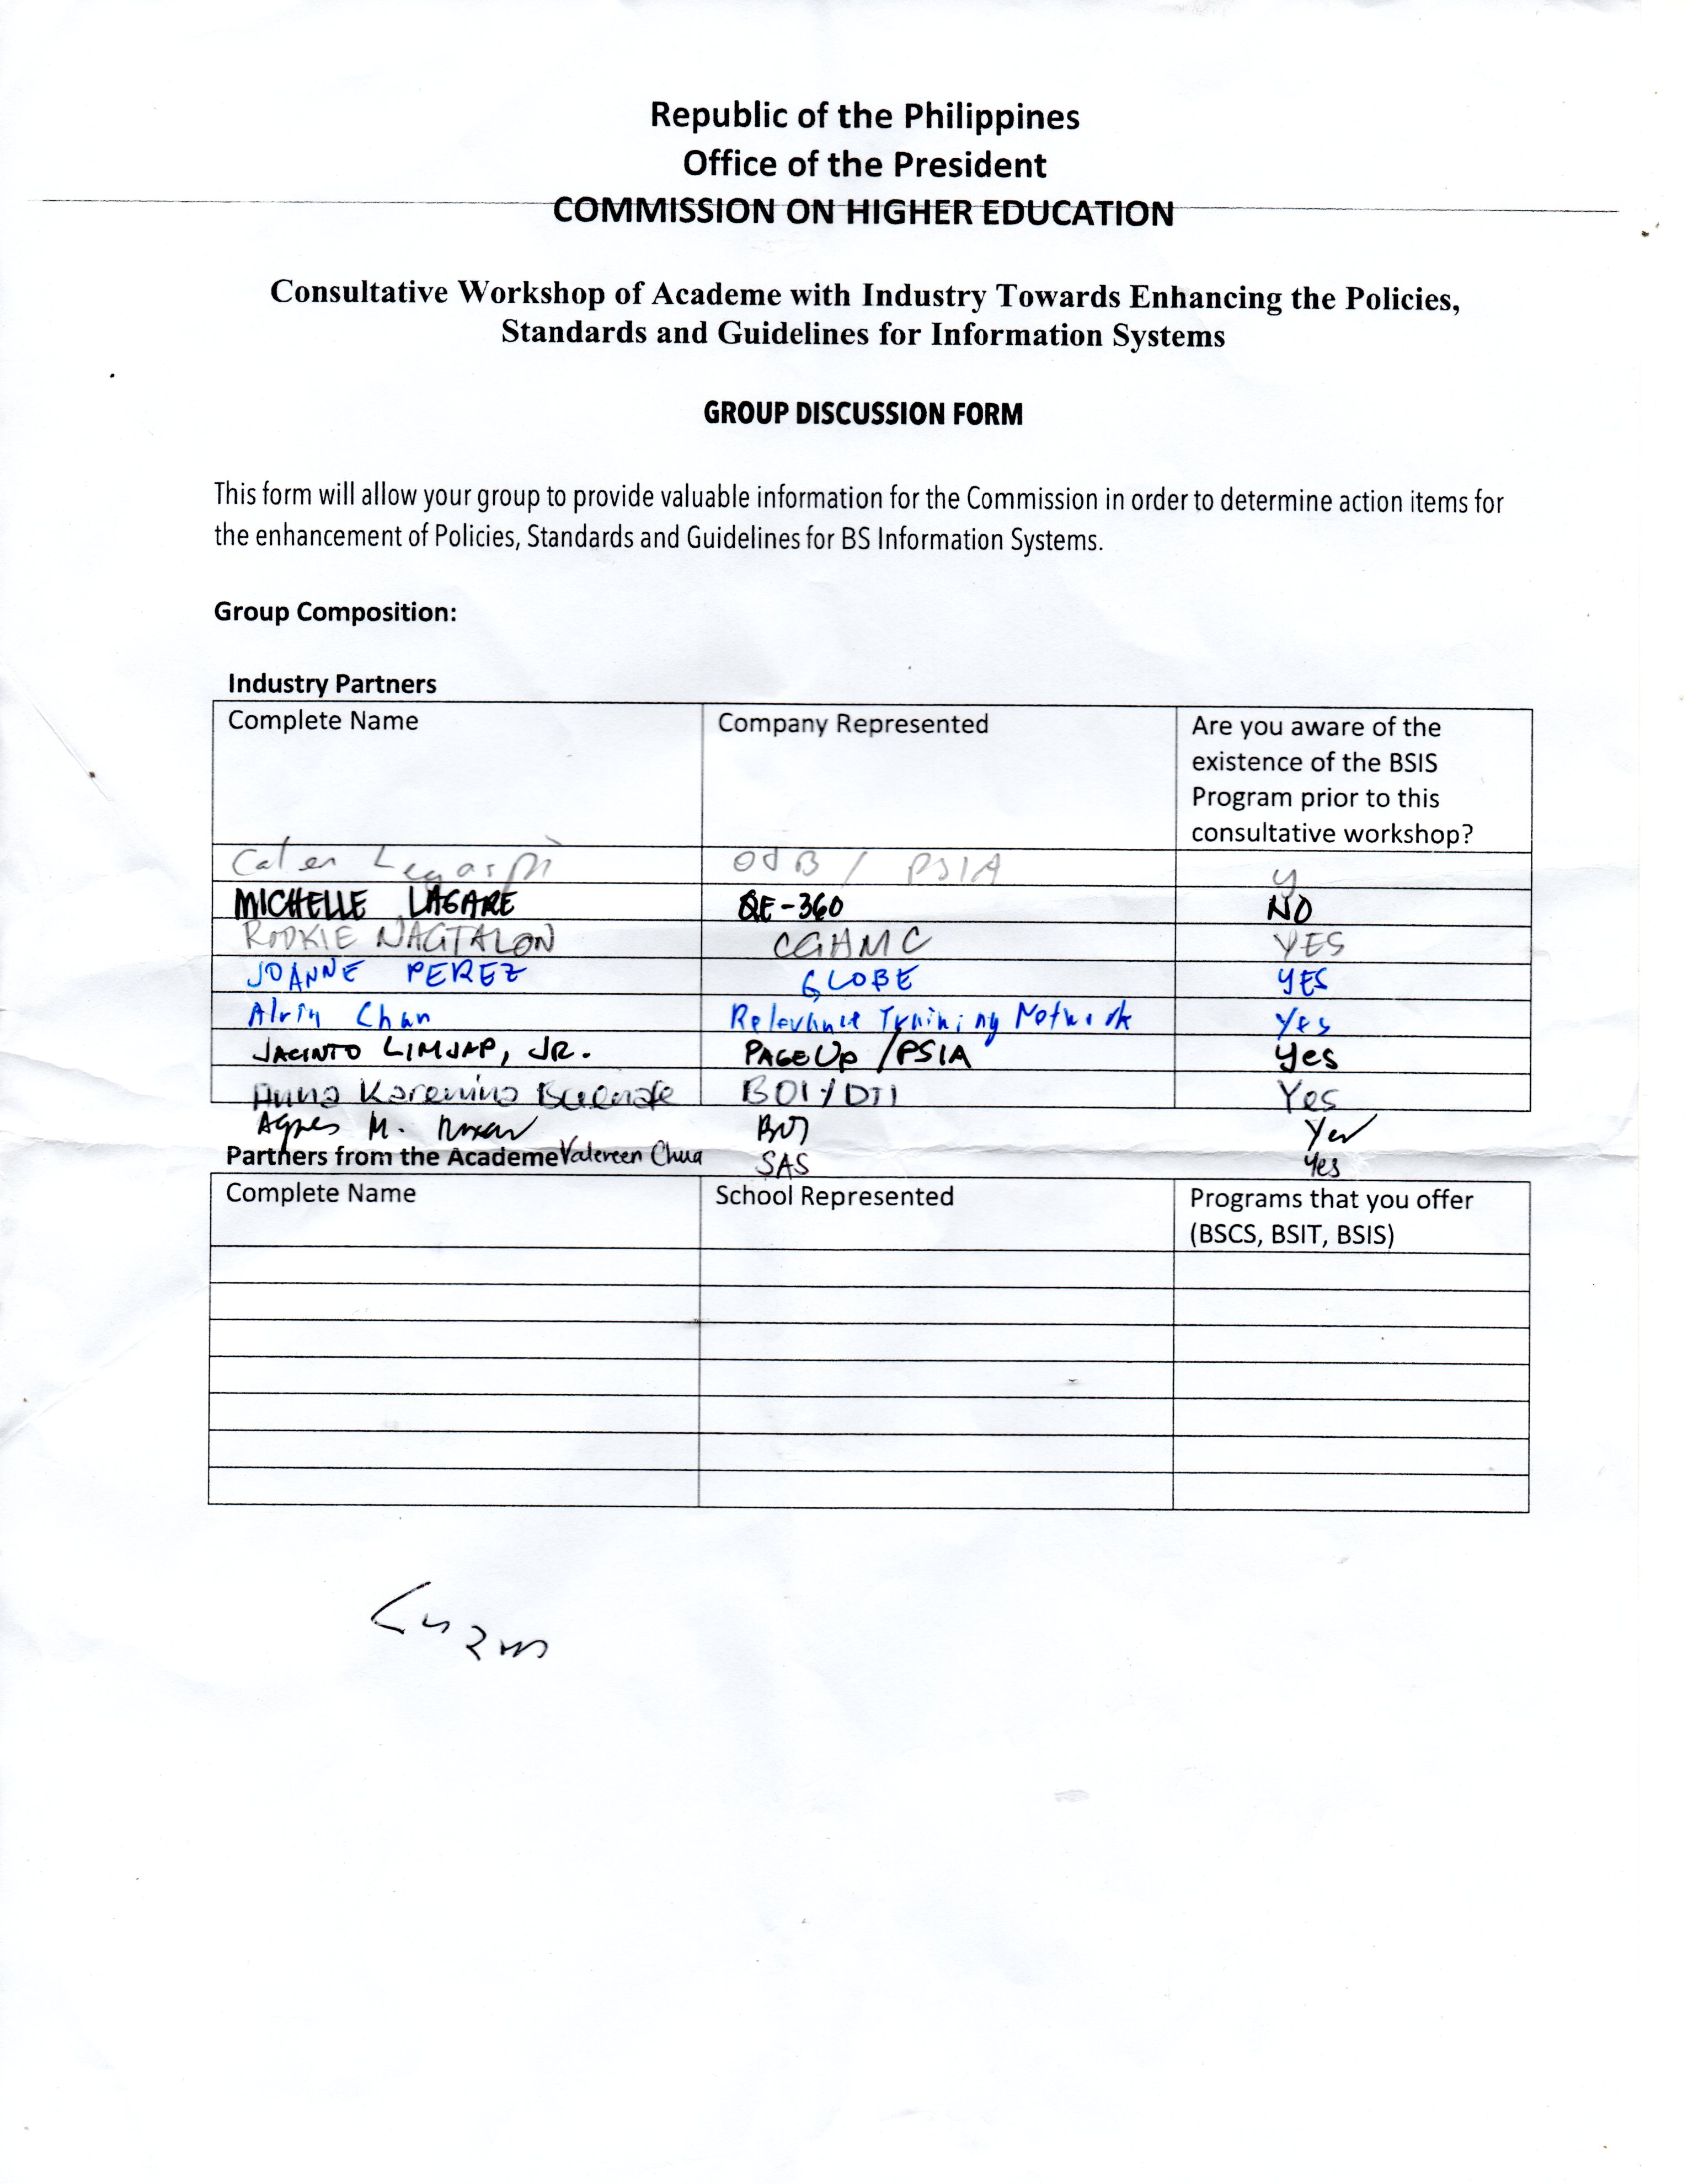 Republic of the Philippines
Office of the President
COMMISSION ON HIGHER EDUCATION
Consultative Workshop of Academe with Industry Towards Enhancing the Policies,
Standards and Guidelines for Information Systems
GROUP DISCUSSION FORM
This form will allow your group to provide valuable information for the Commission in order to determine action items for
the enhancement of Policies, Standards and Guidelines for BS Information Systems.
Group Composition:
Industry Partners
Complete Name Company Represented Are you aware of the
existence of the BSIS
Program prior to this
consultative workshop?
Calen Legaspi O&B / PSIA y
MICHELLE LAGARE QE-360 NO
ROOKIE NAGTALON CGHMC YES
JOANNE PEREZ GLOBE YES
Alvin Chan Relevance Training Network Yes
JACINTO LIMJAP, JR. PAGEUP / PSIA yes
Anna Karenina BOI / DTI Yes
Agnes M. BOI Yes
Partners from the Academe Valereen Chua SAS yes
Complete Name School Represented Programs that you offer
(BSCS, BSIT, BSIS)
Luzon